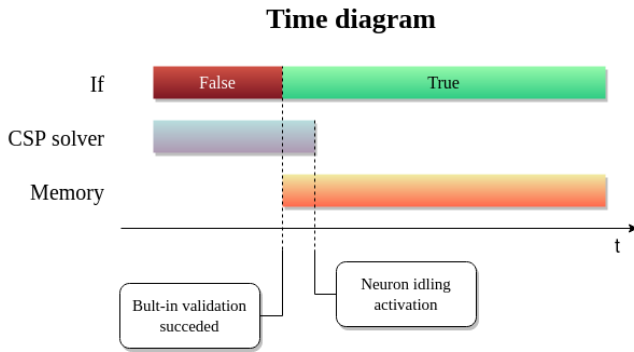 Time diagram
If
False
True
CSP solver
Memory
t
Bult-in validation
succeded
Neuron idling
activation